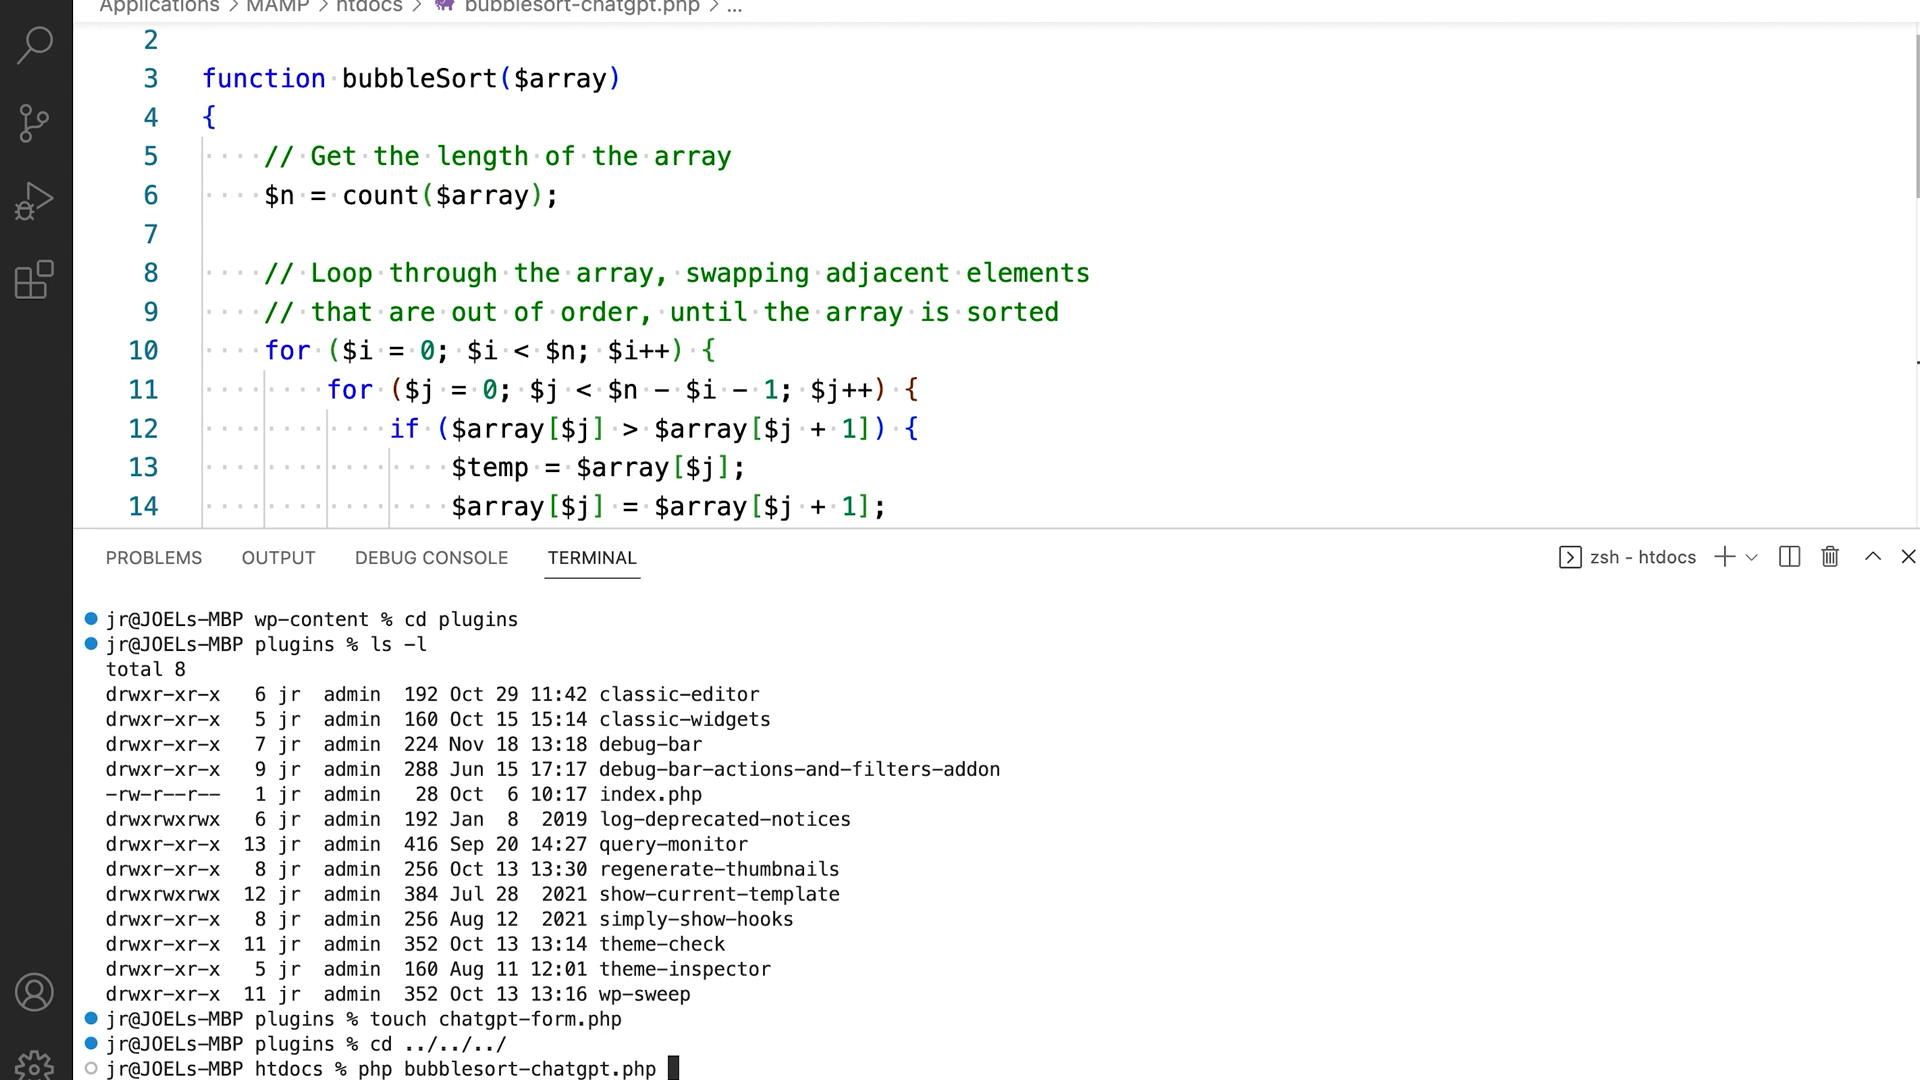 Applications > MAMP > htdocs > bubblesort-chatgpt.php > ...
2
3 function bubbleSort($array)
4 {
5 // Get the length of the array
6 $n = count($array);
7
8 // Loop through the array, swapping adjacent elements
9 // that are out of order, until the array is sorted
10 for ($i = 0; $i < $n; $i++) {
11 for ($j = 0; $j < $n - $i - 1; $j++) {
12 if ($array[$j] > $array[$j + 1]) {
13 $temp = $array[$j];
14 $array[$j] = $array[$j + 1];
PROBLEMS OUTPUT DEBUG CONSOLE TERMINAL zsh - htdocs
jr@JOELs-MBP wp-content % cd plugins
jr@JOELs-MBP plugins % ls -l
total 8
drwxr-xr-x 6 jr admin 192 Oct 29 11:42 classic-editor
drwxr-xr-x 5 jr admin 160 Oct 15 15:14 classic-widgets
drwxr-xr-x 7 jr admin 224 Nov 18 13:18 debug-bar
drwxr-xr-x 9 jr admin 288 Jun 15 17:17 debug-bar-actions-and-filters-addon
-rw-r--r-- 1 jr admin 28 Oct 6 10:17 index.php
drwxrwxrwx 6 jr admin 192 Jan 8 2019 log-deprecated-notices
drwxr-xr-x 13 jr admin 416 Sep 20 14:27 query-monitor
drwxr-xr-x 8 jr admin 256 Oct 13 13:30 regenerate-thumbnails
drwxrwxrwx 12 jr admin 384 Jul 28 2021 show-current-template
drwxr-xr-x 8 jr admin 256 Aug 12 2021 simply-show-hooks
drwxr-xr-x 11 jr admin 352 Oct 13 13:14 theme-check
drwxr-xr-x 5 jr admin 160 Aug 11 12:01 theme-inspector
drwxr-xr-x 11 jr admin 352 Oct 13 13:16 wp-sweep
jr@JOELs-MBP plugins % touch chatgpt-form.php
jr@JOELs-MBP plugins % cd ../../../
jr@JOELs-MBP htdocs % php bubblesort-chatgpt.php